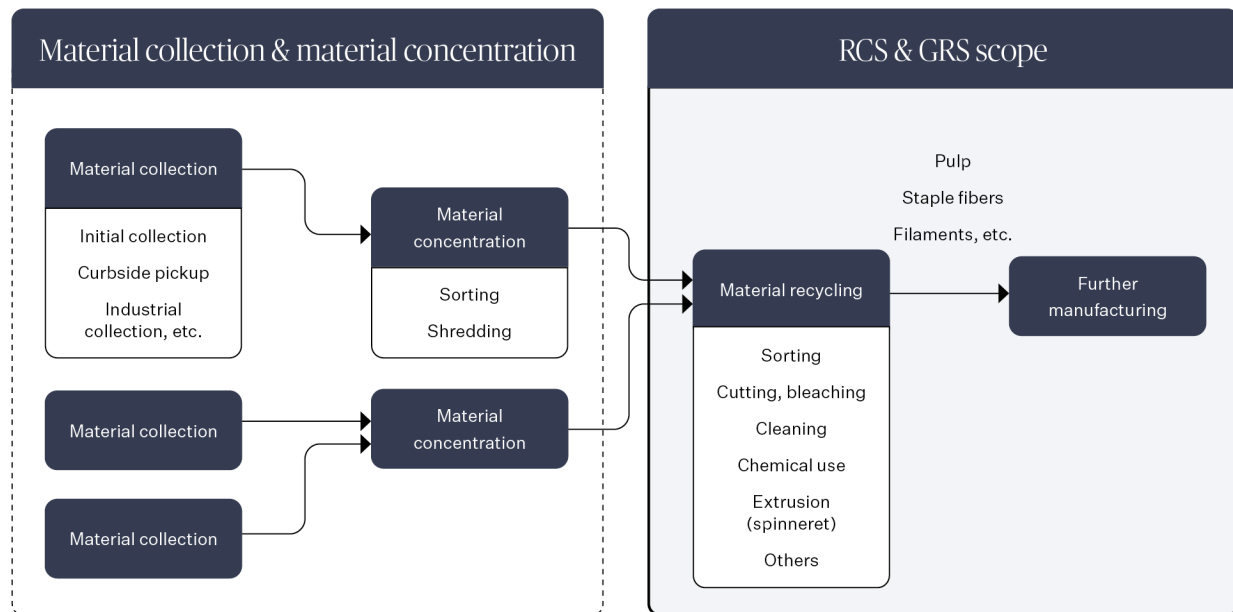 Material collection & material concentration
Material collection
Initial collection
Curbside pickup
Industrial
collection, etc.
Material
concentration
Sorting
Shredding
Material collection
Material
concentration
Material collection
RCS & GRS scope
Pulp
Staple fibers
Filaments, etc.
Material recycling
Sorting
Cutting, bleaching
Cleaning
Chemical use
Extrusion
(spinneret)
Others
Further
manufacturing